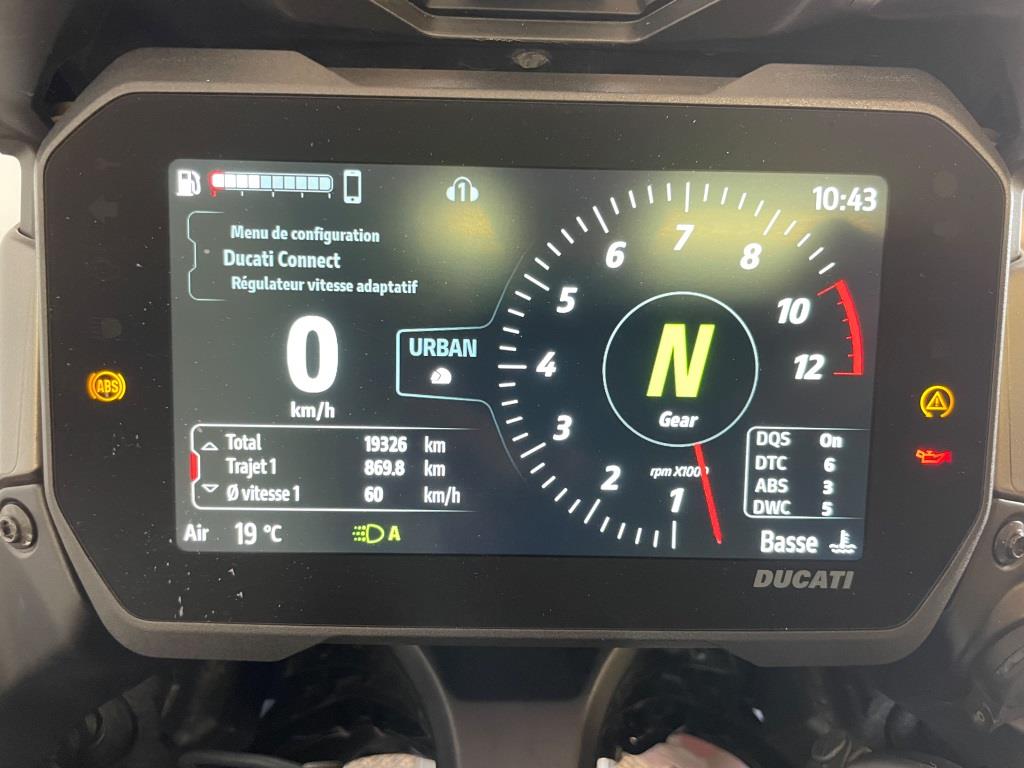 1
10:43
Menu de configuration
Ducati Connect
Régulateur vitesse adaptatif
0
km/h
URBAN
ABS
Total 19326 km
Trajet 1 869.8 km
Ø vitesse 1 60 km/h
Air 19 °C
A
1
2
3
4
5
6
7
8
10
12
N
Gear
rpm X1000
DQS On
DTC 6
ABS 3
DWC 5
Basse
DUCATI